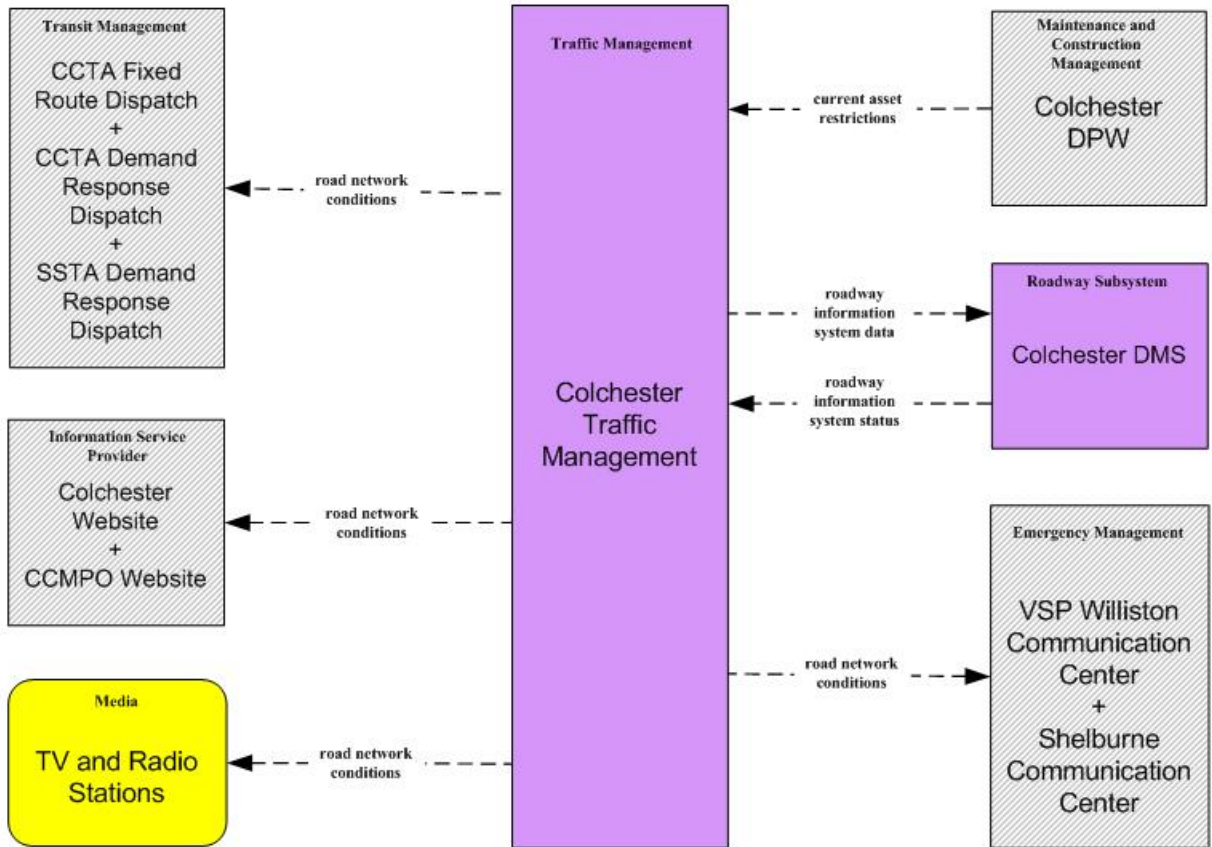 Transit Management
CCTA Fixed
Route Dispatch
+
CCTA Demand
Response
Dispatch
+
SSTA Demand
Response
Dispatch
road network
conditions
Information Service
Provider
Colchester
Website
+
CCMPO Website
road network
conditions
Media
TV and Radio
Stations
road network
conditions
Traffic Management
Colchester
Traffic
Management
Maintenance and
Construction
Management
Colchester
DPW
current asset
restrictions
Roadway Subsystem
Colchester DMS
roadway
information
system data
roadway
information
system status
Emergency Management
VSP Williston
Communication
Center
+
Shelburne
Communication
Center
road network
conditions